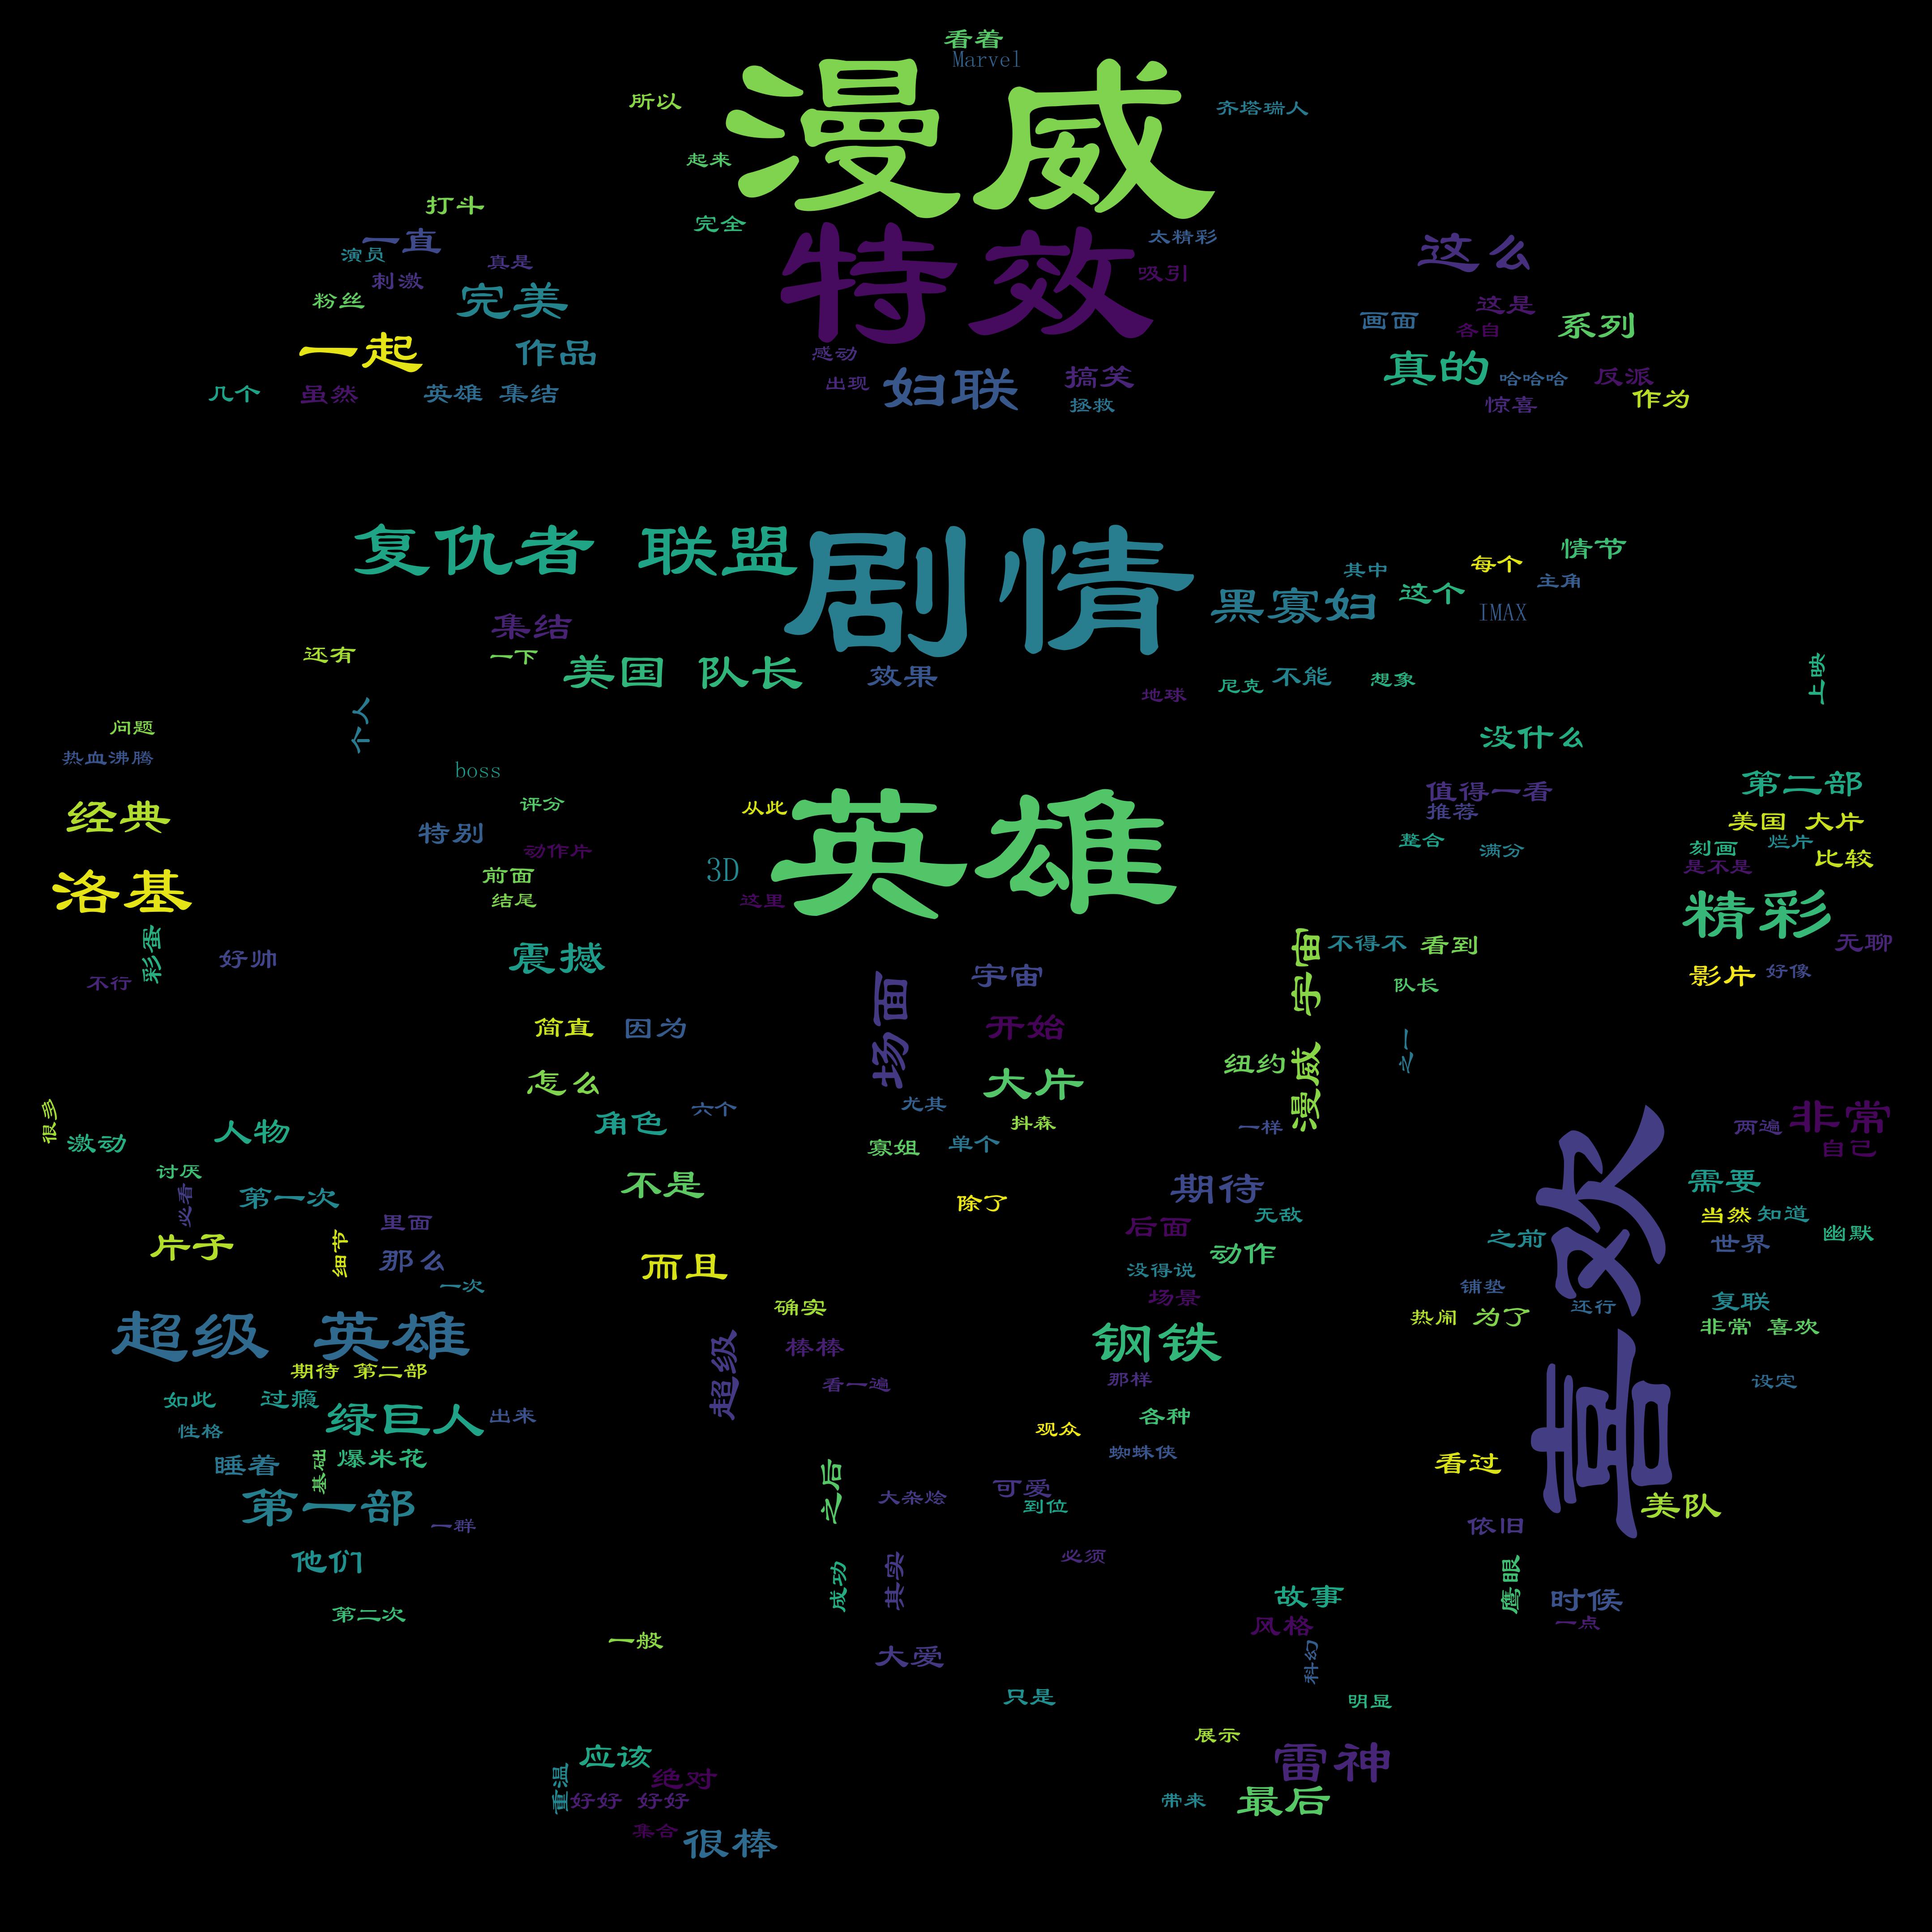 看着
Marvel
漫威
所以
齐塔瑞人
起来
打斗
完全
特效
太精彩
一直
演员
真是
吸引
这么
刺激
粉丝
完美
这是
画面
各自
系列
一起
作品
感动
真的
哈哈哈
反派
几个
虽然
英雄 集结
出现
妇联
搞笑
拯救
惊喜
作为
复仇者 联盟
剧情
情节
其中
每个
主角
黑寡妇
这个
IMAX
集结
还有
一下
美国 队长
效果
地球
尼克
不能
想象
上映
个人
问题
热血沸腾
没什么
boss
第二部
值得一看
经典
评分
从此
推荐
美国 大片
特别
英雄
整合
满分
刻画
烂片
动作片
3D
是不是
比较
洛基
前面
结尾
这里
精彩
彩蛋
好帅
震撼
漫威 宇宙
不得不
看到
无聊
不行
场面
宇宙
队长
影片
好像
简直
因为
开始
之一
怎么
大片
纽约
很多
激动
人物
角色
六个
尤其
抖森
一样
两遍
非常
自己
寡姐
单个
讨厌
必看
第一次
不是
期待
喜欢
需要
除了
无敌
当然
知道
里面
后面
片子
细节
那么
动作
之前
世界
幽默
一次
而且
没得说
铺垫
场景
确实
还行
复联
热闹
为了
非常 喜欢
超级 英雄
超级
棒棒
钢铁
期待 第二部
看一遍
那样
设定
如此
过瘾
绿巨人
出来
各种
性格
观众
蜘蛛侠
睡着
基础
爆米花
看过
之后
大杂烩
可爱
到位
第一部
一群
美队
依旧
他们
成功
其实
必须
鹰眼
时候
第二次
故事
一点
一般
风格
大爱
科幻
只是
明显
展示
应该
雷神
重温
绝对
好好 好好
带来
最后
集合
很棒